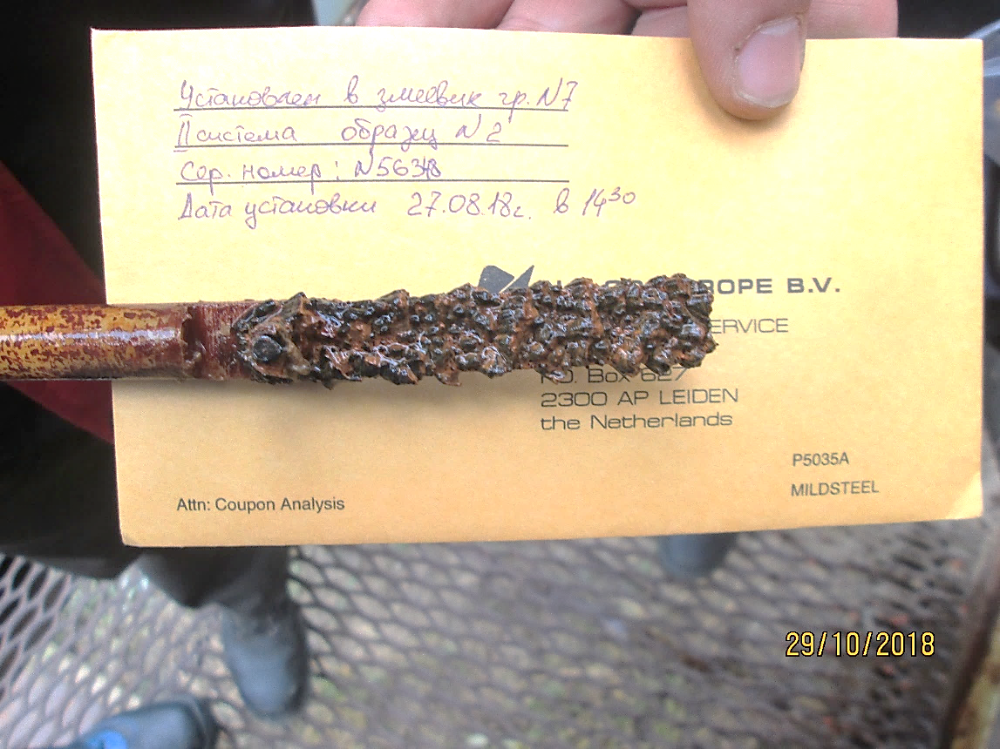 Установлен в змеевик гр. N7
II система образец N2
Сер. номер: N
Дата установки 27.08.18г. в 14³⁰
ROPE B.V.
ERVICE
P.O. Box 627
2300 AP LEIDEN
the Netherlands
P5035A
MILDSTEEL
Attn: Coupon Analysis
29/10/2018